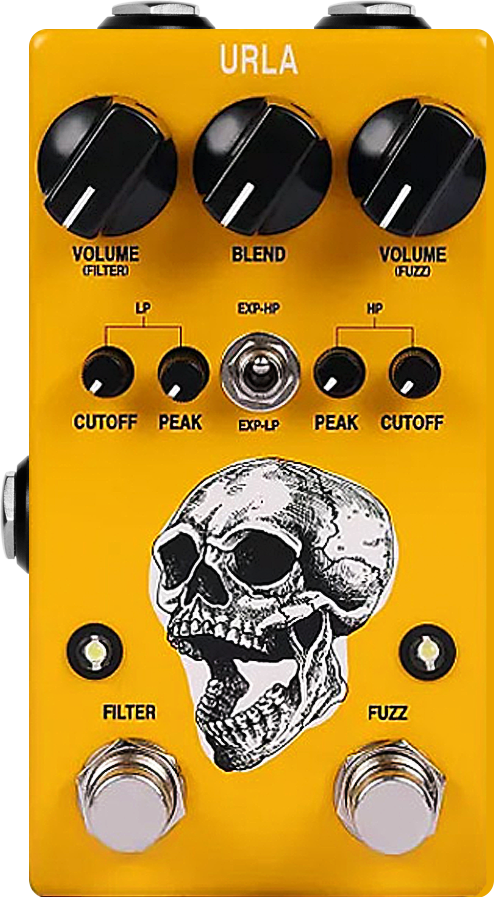 URLA
VOLUME BLEND VOLUME
(FILTER) (FUZZ)
LP EXP-HP HP
CUTOFF PEAK EXP-LP PEAK CUTOFF
FILTER FUZZ